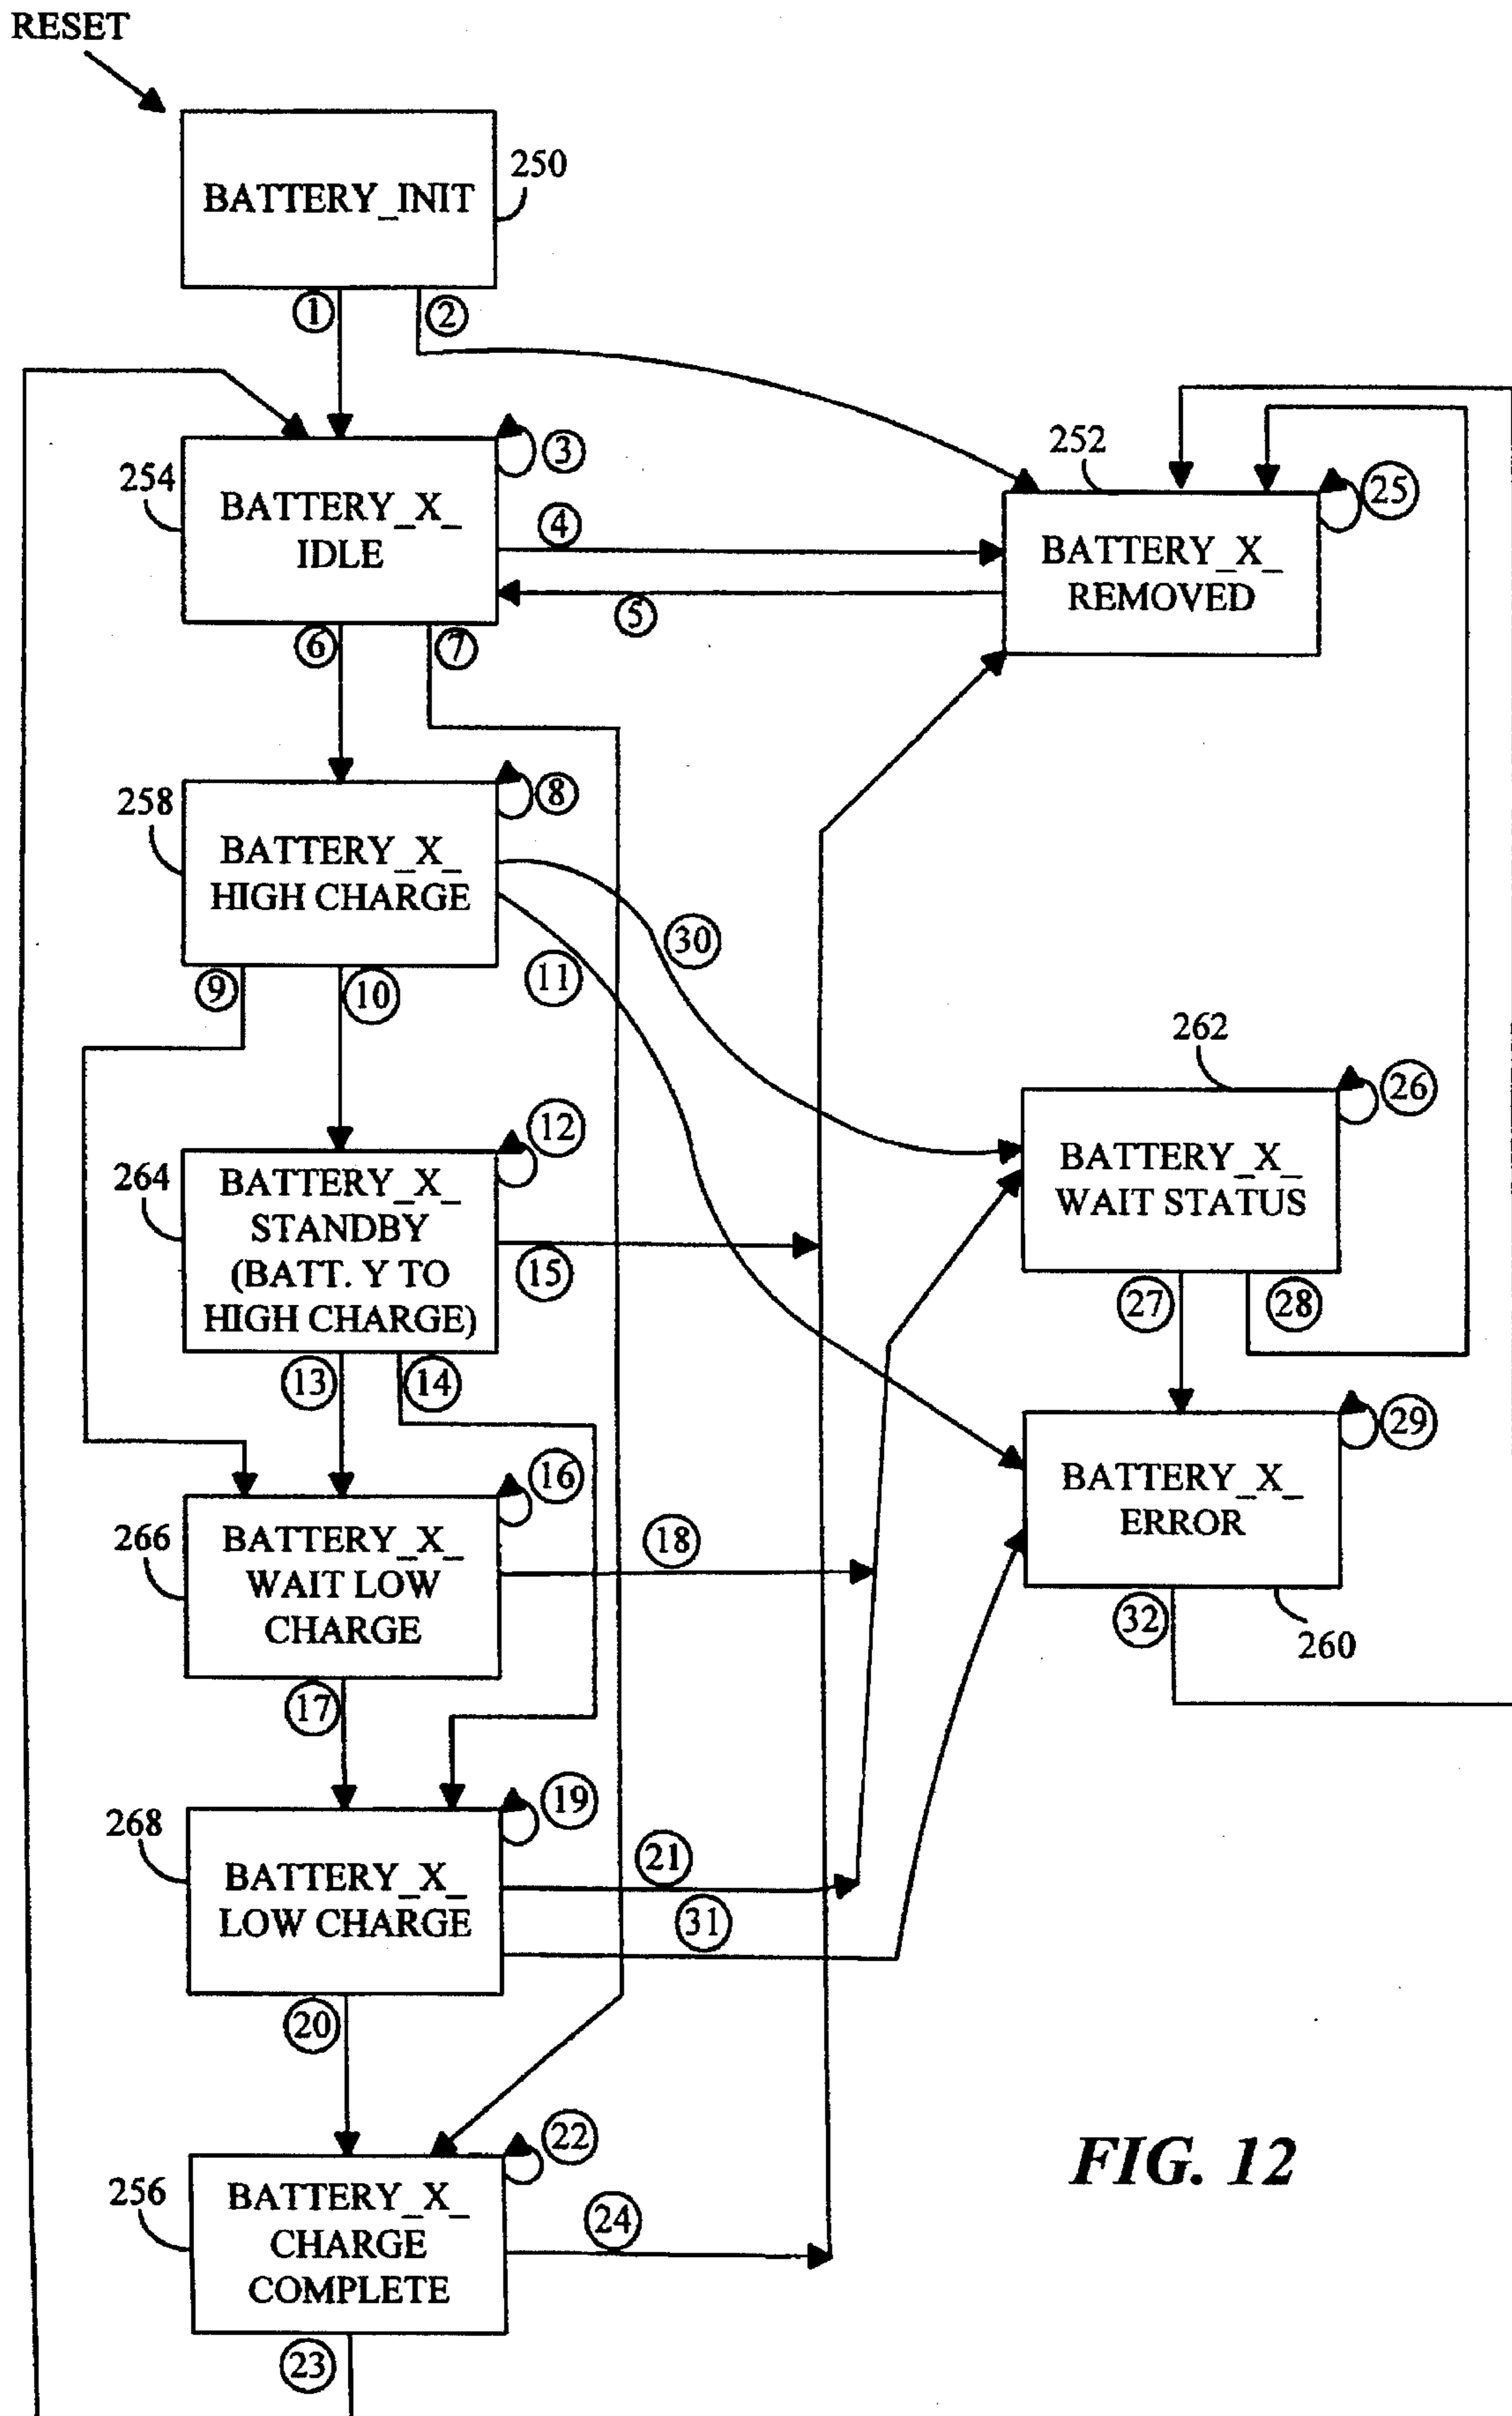 RESET
BATTERY_INIT
250
1
2
3
254
BATTERY_X_
IDLE
4
5
252
25
BATTERY_X_
REMOVED
6
7
8
258
BATTERY_X_
HIGH CHARGE
30
11
9
10
262
26
BATTERY_X_
WAIT STATUS
12
264
BATTERY_X_
STANDBY
(BATT. Y TO
HIGH CHARGE)
15
27
28
13
14
29
BATTERY_X_
ERROR
16
266
BATTERY_X_
WAIT LOW
CHARGE
18
32
260
17
19
268
BATTERY_X_
LOW CHARGE
21
31
20
22
256
BATTERY_X_
CHARGE
COMPLETE
24
23
FIG. 12